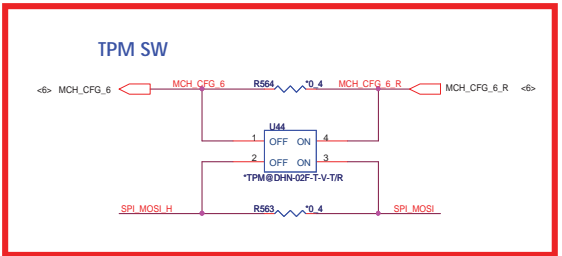 TPM SW
<6> MCH_CFG_6 MCH_CFG_6 R564 *0_4 MCH_CFG_6_R MCH_CFG_6_R <6>
U44
1 OFF ON 4
2 OFF ON 3
*TPM@DHN-02F-T-V-T/R
SPI_MOSI_H R563 *0_4 SPI_MOSI